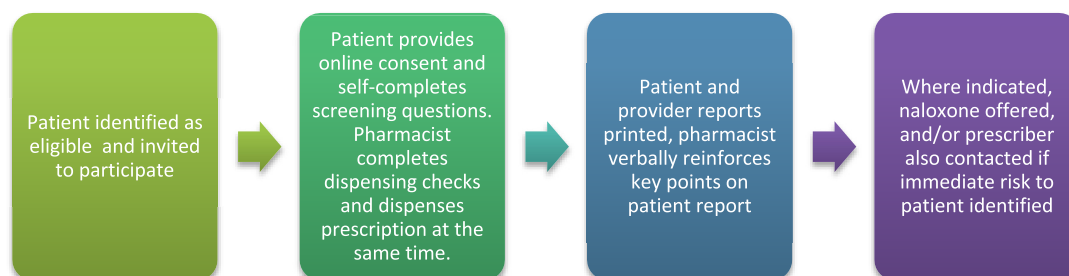 Patient identified as
eligible and invited
to participate
Patient provides
online consent and
self-completes
screening questions.
Pharmacist
completes
dispensing checks
and dispenses
prescription at the
same time.
Patient and
provider reports
printed, pharmacist
verbally reinforces
key points on
patient report
Where indicated,
naloxone offered,
and/or prescriber
also contacted if
immediate risk to
patient identified